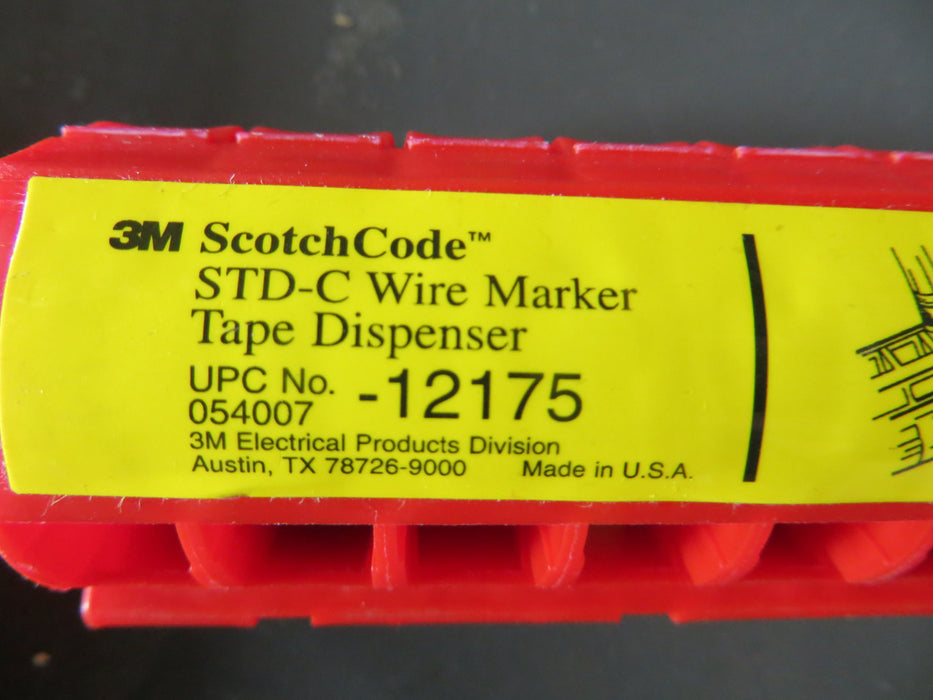 3M ScotchCode™
STD-C Wire Marker
Tape Dispenser
UPC No.
054007 -12175
3M Electrical Products Division
Austin, TX 78726-9000 Made in U.S.A.